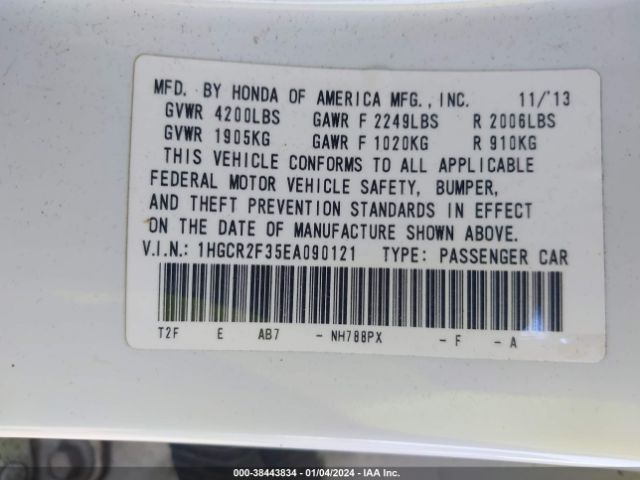 MFD. BY HONDA OF AMERICA MFG., INC. 11/'13
GVWR 4200LBS GAWR F 2249LBS R 2006LBS
GVWR 1905KG GAWR F 1020KG R 910KG
THIS VEHICLE CONFORMS TO ALL APPLICABLE
FEDERAL MOTOR VEHICLE SAFETY, BUMPER,
AND THEFT PREVENTION STANDARDS IN EFFECT
ON THE DATE OF MANUFACTURE SHOWN ABOVE.
V.I.N.: 1HGCR2F35EA090121 TYPE: PASSENGER CAR
T2F E AB7 - NH788PX - F - A
000-38443834 - 01/04/2024 - IAA Inc.